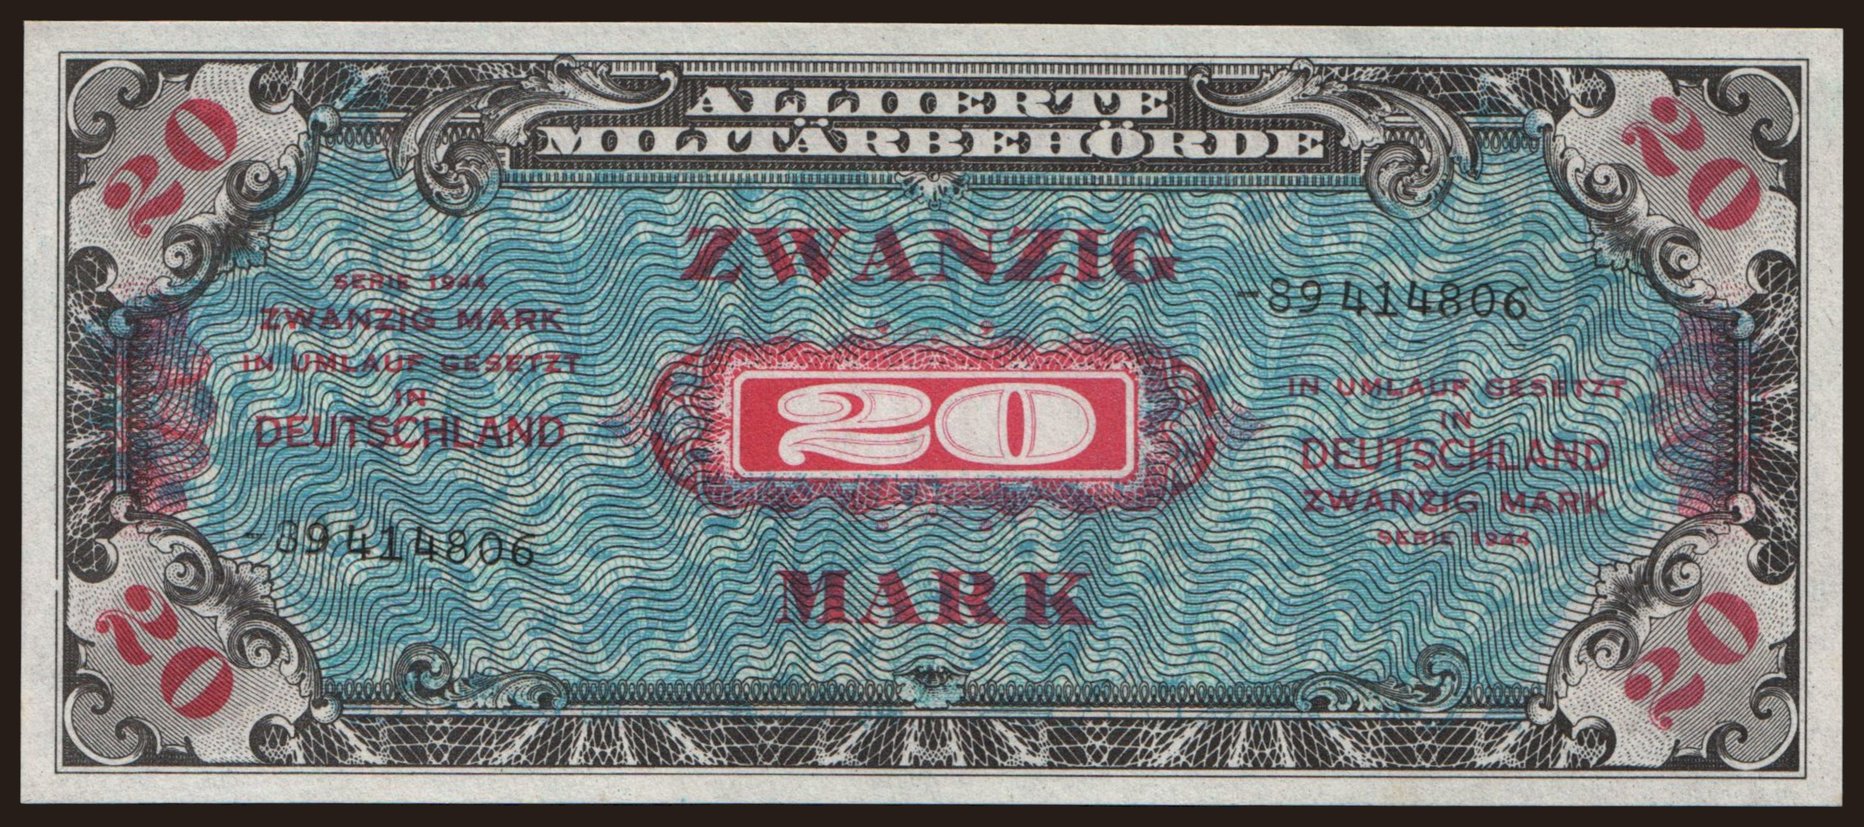 20
ALLIIERTE
MILITÄRBEHÖRDE
20
ZWANZIG
SERIE 1944
ZWANZIG MARK
IN UMLAUF GESETZT
IN
DEUTSCHLAND
-89414806
20
-89414806
IN UMLAUF GESETZT
IN
DEUTSCHLAND
ZWANZIG MARK
SERIE 1944
MARK
20
20